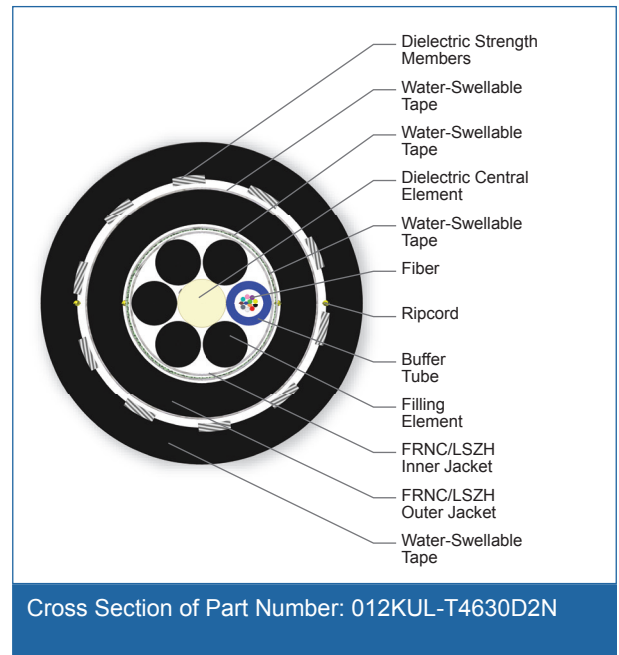 Dielectric Strength
Members
Water-Swellable
Tape
Water-Swellable
Tape
Dielectric Central
Element
Water-Swellable
Tape
Fiber
Ripcord
Buffer
Tube
Filling
Element
FRNC/LSZH
Inner Jacket
FRNC/LSZH
Outer Jacket
Water-Swellable
Tape
Cross Section of Part Number: 012KUL-T4630D2N